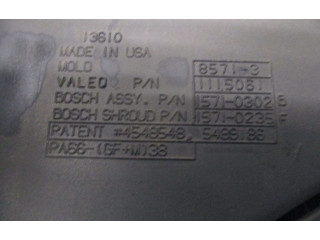 13610
MADE IN USA
MOLD 8571-3
VALEO P/N 1115061
BOSCH ASSY. P/N 1571-0302 B
BOSCH SHROUD P/N 1571-0235 F
PATENT #4548548, 5489186
PA66-(GF+M)38